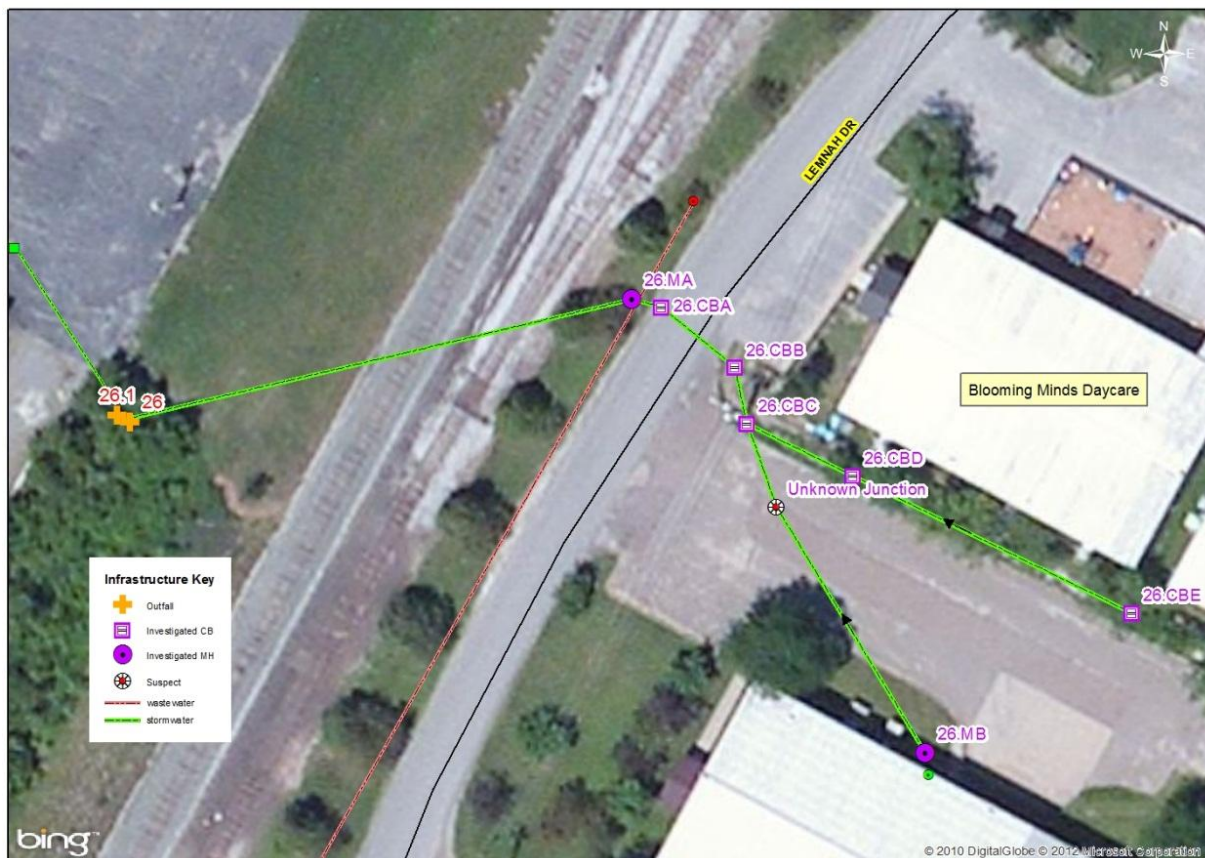 N
W E
S
LEMNAH DR
26.MA
26.CBA
26.CBB
Blooming Minds Daycare
26.1 26
26.CBC
26.CBD
Unknown Junction
26.CBE
26.MB
Infrastructure Key
Outfall
Investigated CB
Investigated MH
Suspect
wastewater
stormwater
bing™
© 2010 DigitalGlobe © 2012 Microsoft Corporation